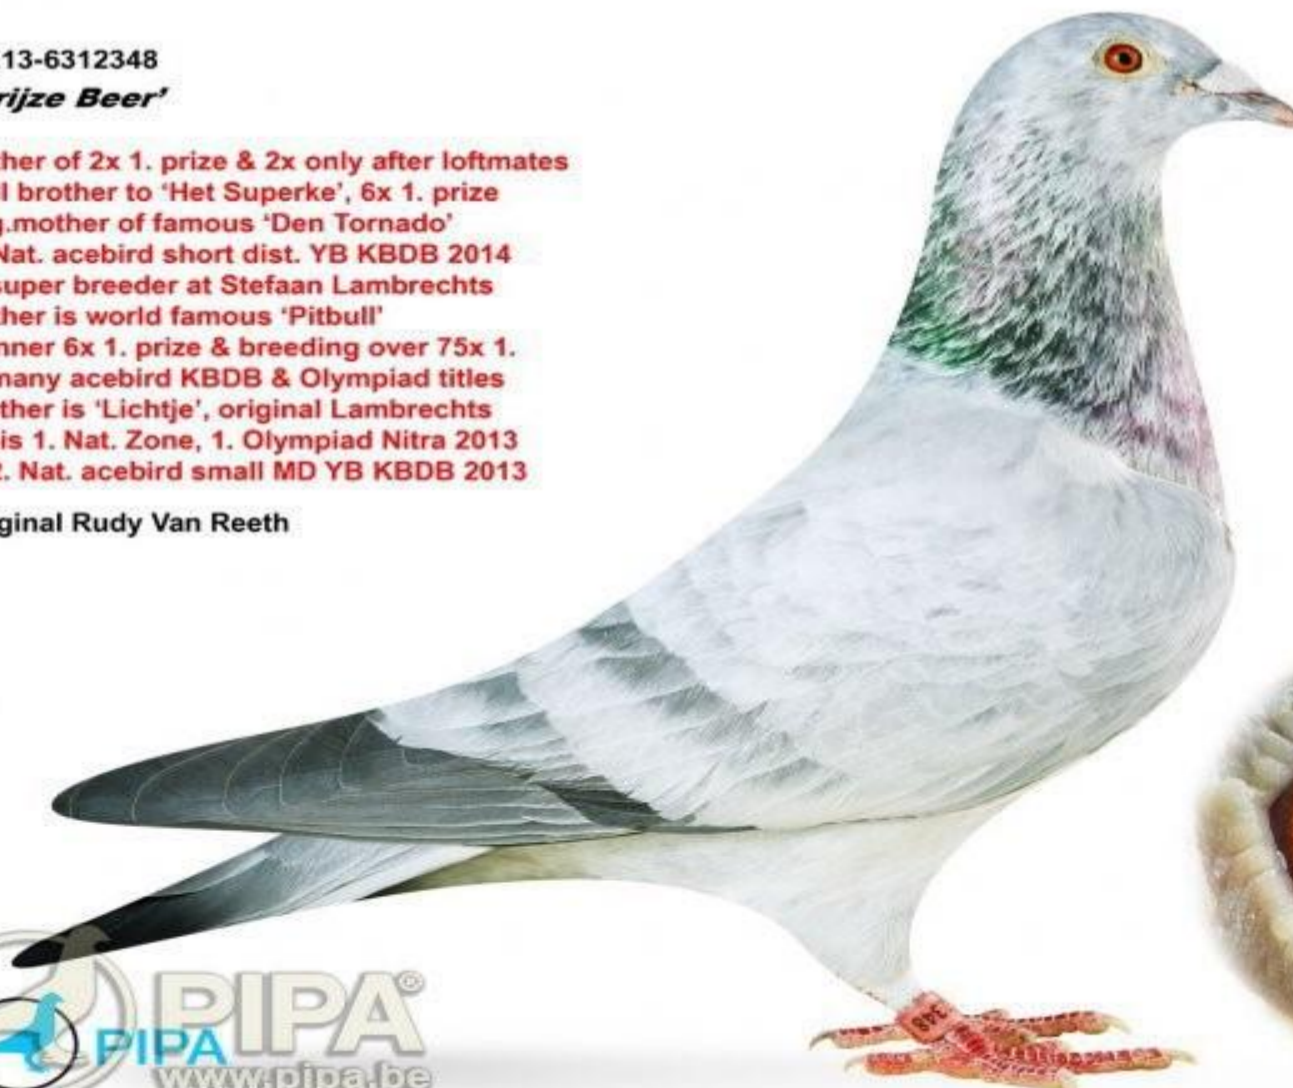 13-6312348
rijze Beer’
ther of 2x 1. prize & 2x only after loftmates
l brother to ‘Het Superke’, 6x 1. prize
g.mother of famous ‘Den Tornado’
Nat. acebird short dist. YB KBDB 2014
super breeder at Stefaan Lambrechts
ther is world famous ‘Pitbull’
nner 6x 1. prize & breeding over 75x 1.
many acebird KBDB & Olympiad titles
ther is ‘Lichtje’, original Lambrechts
is 1. Nat. Zone, 1. Olympiad Nitra 2013
2. Nat. acebird small MD YB KBDB 2013
ginal Rudy Van Reeth
348
PIPA®
PIPA
www.pipa.be